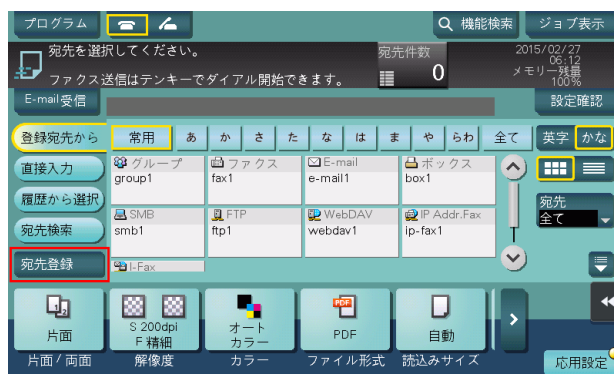 プログラム
機能検索
ジョブ表示
宛先を選択してください。
ファクス送信はテンキーでダイアル開始できます。
宛先件数
0
2015/02/27
06:12
メモリー残量
100%
E-mail受信
設定確認
登録宛先から
常用
あ
か
さ
た
な
は
ま
や
らわ
全て
英字
かな
直接入力
履歴から選択
宛先検索
宛先登録
グループ
group1
ファクス
fax1
E-mail
e-mail1
ボックス
box1
SMB
smb1
FTP
ftp1
WebDAV
webdav1
IP Addr.Fax
ip-fax1
I-Fax
宛先
全て
片面
片面/両面
S 200dpi
F 精細
解像度
オート
カラー
カラー
PDF
PDF
ファイル形式
自動
読込みサイズ
応用設定